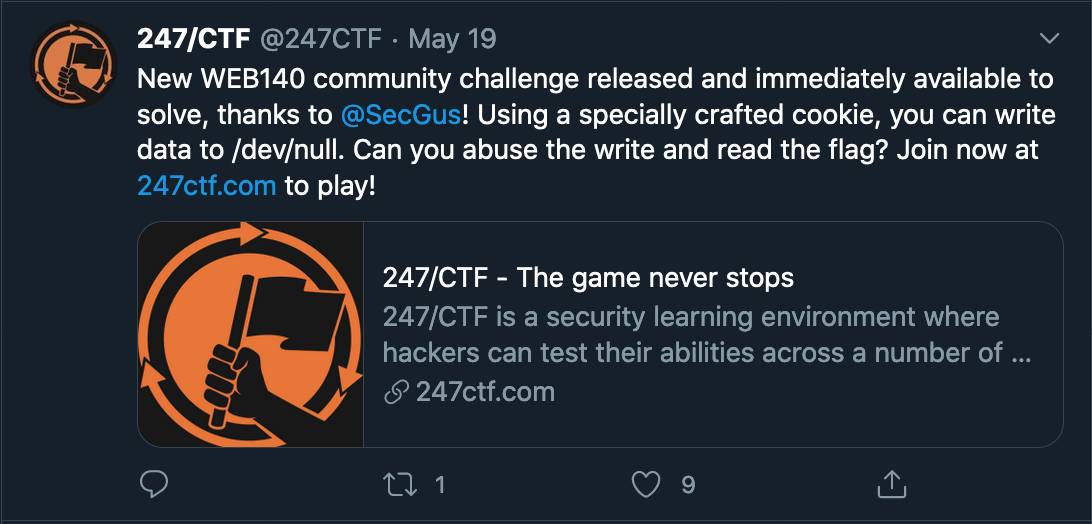 247/CTF @247CTF · May 19
New WEB140 community challenge released and immediately available to
solve, thanks to @SecGus! Using a specially crafted cookie, you can write
data to /dev/null. Can you abuse the write and read the flag? Join now at
247ctf.com to play!
247/CTF - The game never stops
247/CTF is a security learning environment where
hackers can test their abilities across a number of ...
247ctf.com
1 9